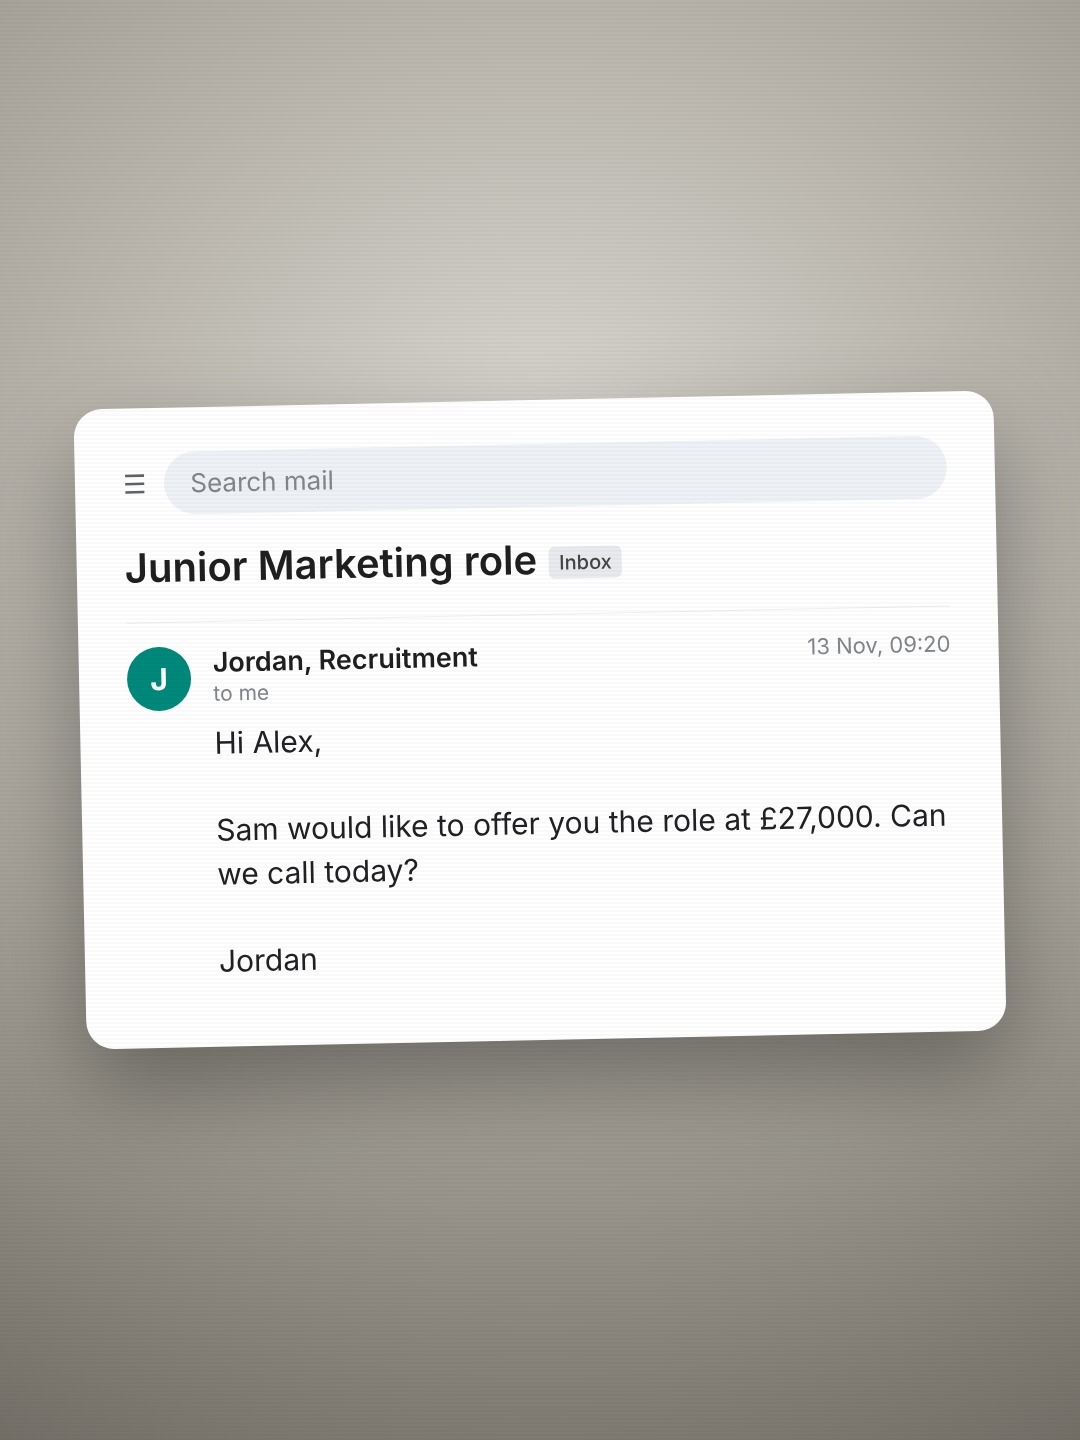 ☰ Search mail
Junior Marketing role Inbox
Jordan, Recruitment 13 Nov, 09:20
to me
J
Hi Alex,
Sam would like to offer you the role at £27,000. Can
we call today?
Jordan